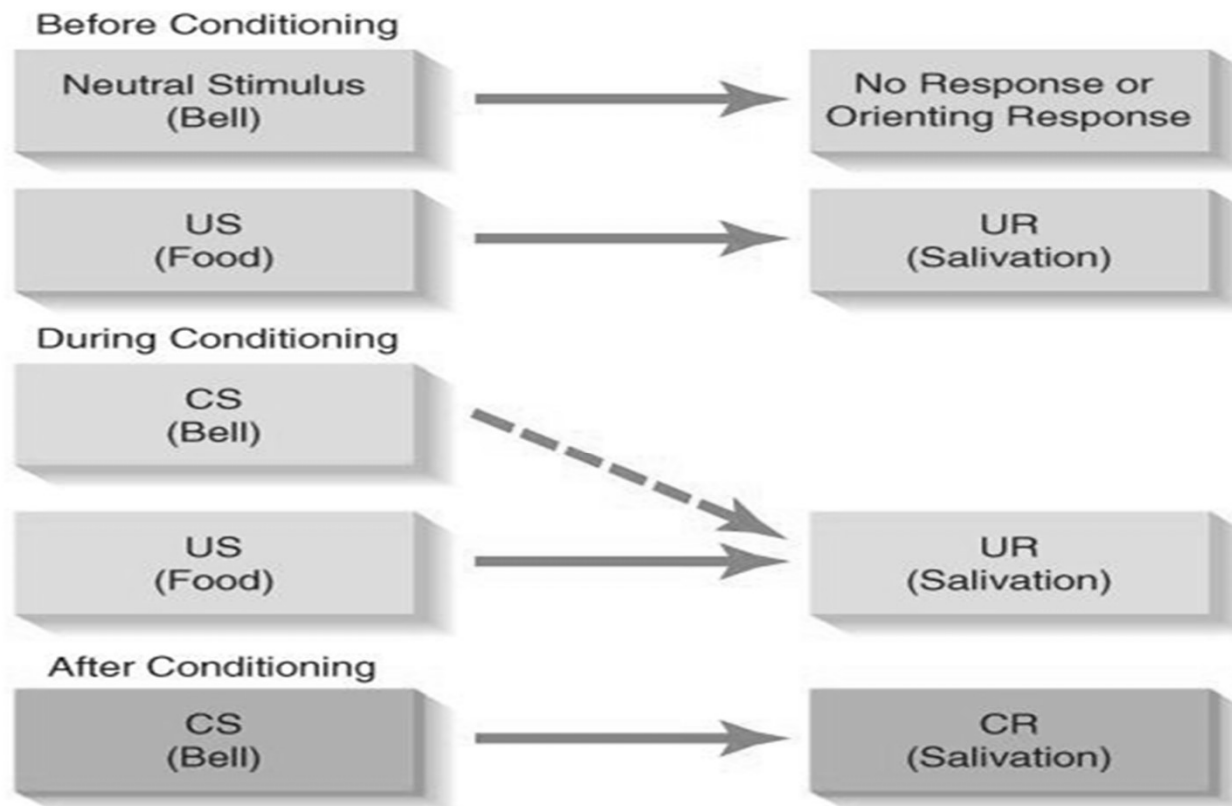 Before Conditioning
Neutral Stimulus
(Bell)
No Response or
Orienting Response
US
(Food)
UR
(Salivation)
During Conditioning
CS
(Bell)
US
(Food)
UR
(Salivation)
After Conditioning
CS
(Bell)
CR
(Salivation)